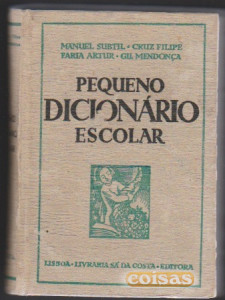 MANUEL SUBTIL • CRUZ FILIPE
FARIA ARTUR • GIL MENDONÇA
PEQUENO
DICIONÁRIO
ESCOLAR
LISBOA • LIVRARIA SÁ DA COSTA • EDITORA
coisas